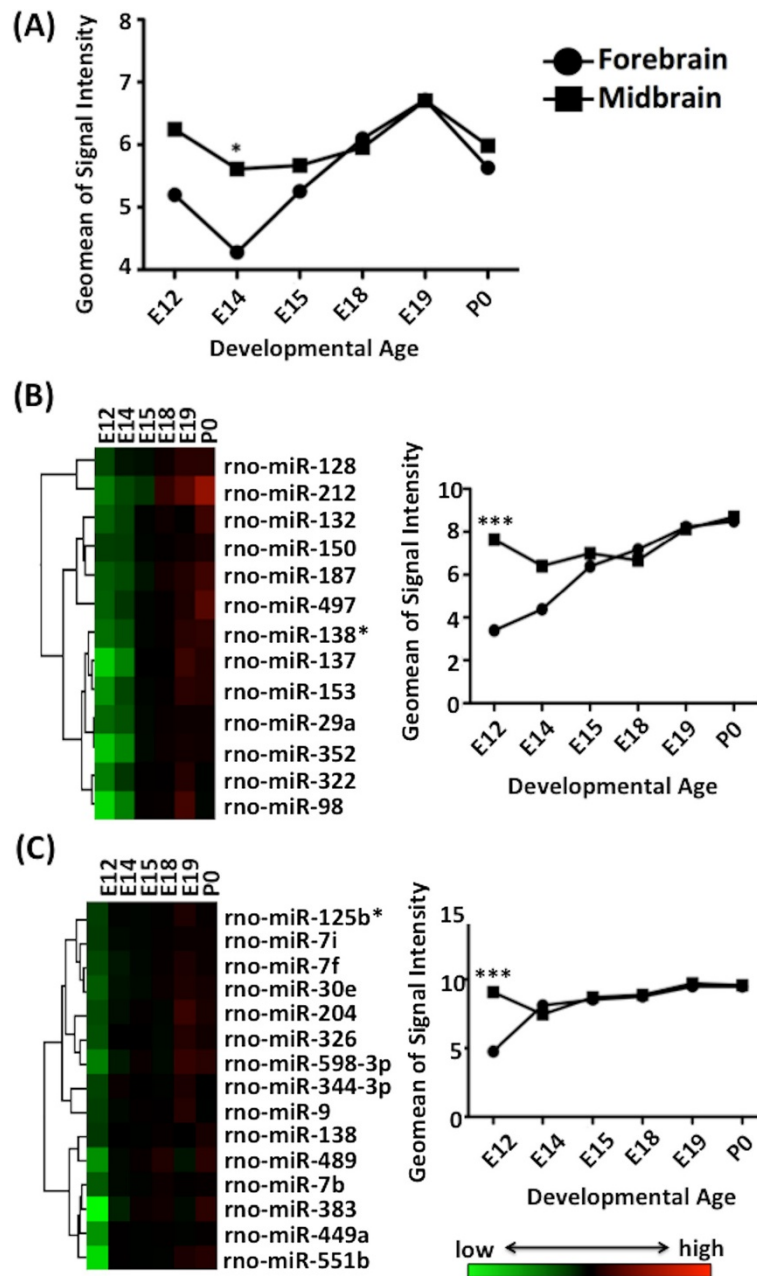 (A)
8
7
6
5
4
*
Geomean of Signal Intensity
E12 E14 E15 E18 E19 P0
Developmental Age
Forebrain
Midbrain
(B)
E12 E14 E15 E18 E19 P0
rno-miR-128
rno-miR-212
rno-miR-132
rno-miR-150
rno-miR-187
rno-miR-497
rno-miR-138*
rno-miR-137
rno-miR-153
rno-miR-29a
rno-miR-352
rno-miR-322
rno-miR-98
10
8
6
4
2
0
***
Geomean of Signal Intensity
E12 E14 E15 E18 E19 P0
Developmental Age
(C)
E12 E14 E15 E18 E19 P0
rno-miR-125b*
rno-miR-7i
rno-miR-7f
rno-miR-30e
rno-miR-204
rno-miR-326
rno-miR-598-3p
rno-miR-344-3p
rno-miR-9
rno-miR-138
rno-miR-489
rno-miR-7b
rno-miR-383
rno-miR-449a
rno-miR-551b
15
10
5
0
***
Geomean of Signal Intensity
E12 E14 E15 E18 E19 P0
Developmental Age
low high